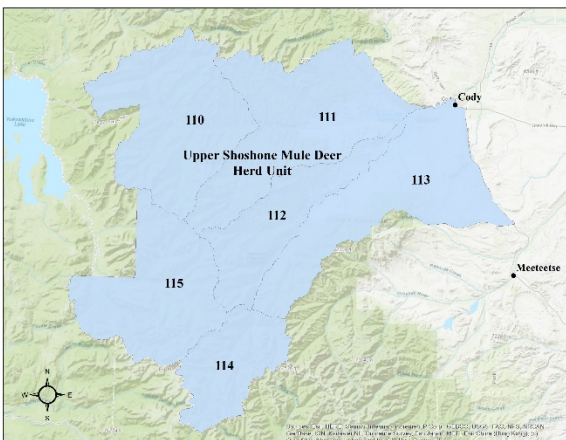 Cody
110
111
Upper Shoshone Mule Deer
Herd Unit
113
112
Meeteetse
115
114
N
W
E
S